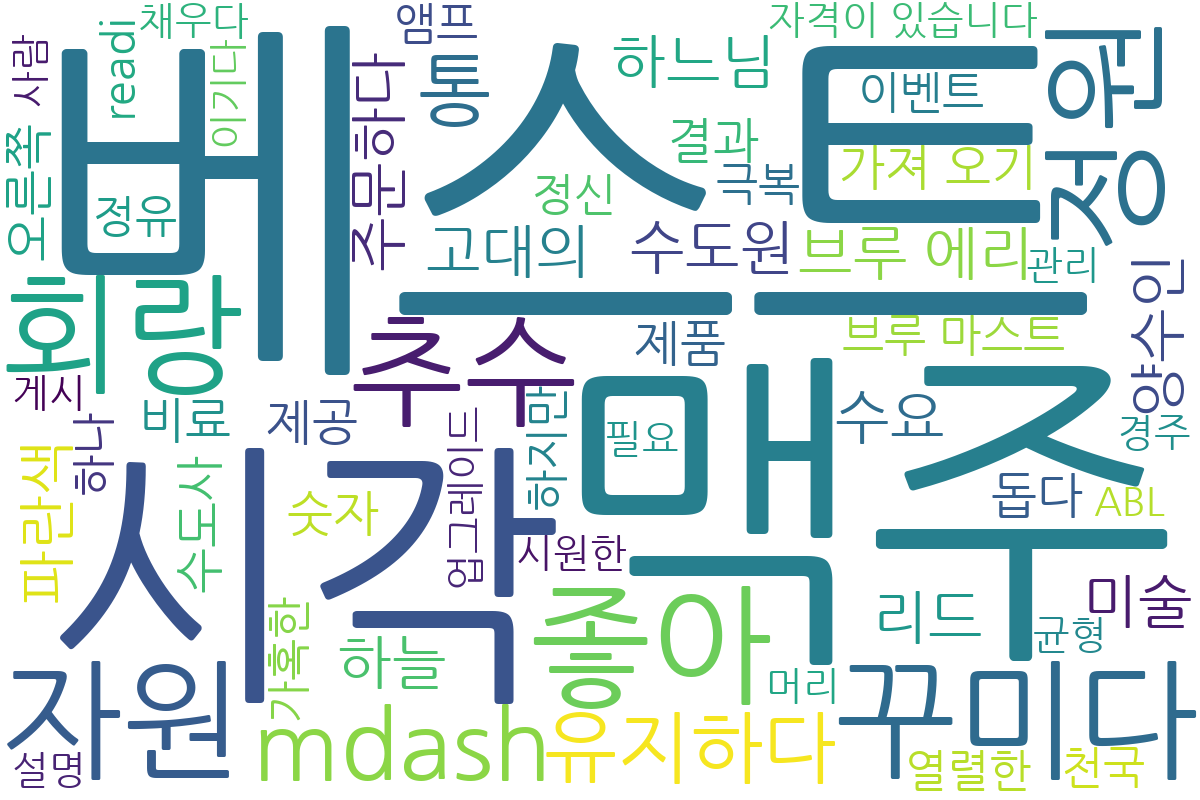 사람
readi
채우다
이기다
앰프
통
하느님
자격이 있습니다
이벤트
정원
오른쪽
정유
베스트
주문하다
결과
정신
극복
가져 오기
고대의
수도원
브루 에리
관리
회랑
추수
제품
브루 마스트
양수인
게시
하나
비료
제공
업그레이드
하지만
맥주
필요
수요
경주
파란색
수도사
시각
숫자
시원한
돕다
ABL
좋아
리드
균형
미술
가혹한
하늘
머리
자원
설명
mdash
유지하다
꾸미다
열렬한
천국